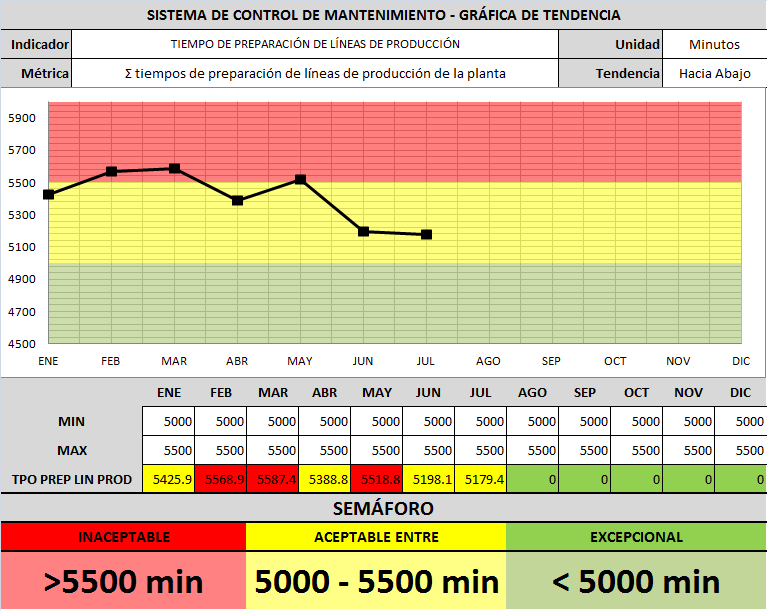 SISTEMA DE CONTROL DE MANTENIMIENTO - GRÁFICA DE TENDENCIA
Indicador TIEMPO DE PREPARACIÓN DE LÍNEAS DE PRODUCCIÓN Unidad Minutos
Métrica Σ tiempos de preparación de líneas de producción de la planta Tendencia Hacia Abajo
5900
5700
5500
5300
5100
4900
4700
4500
ENE FEB MAR ABR MAY JUN JUL AGO SEP OCT NOV DIC
ENE FEB MAR ABR MAY JUN JUL AGO SEP OCT NOV DIC
MIN 5000 5000 5000 5000 5000 5000 5000 5000 5000 5000 5000 5000
MAX 5500 5500 5500 5500 5500 5500 5500 5500 5500 5500 5500 5500
TPO PREP LIN PROD 5425.9 5568.9 5587.4 5388.8 5518.8 5198.1 5179.4 0 0 0 0 0
SEMÁFORO
INACEPTABLE ACEPTABLE ENTRE EXCEPCIONAL
>5500 min 5000 - 5500 min < 5000 min